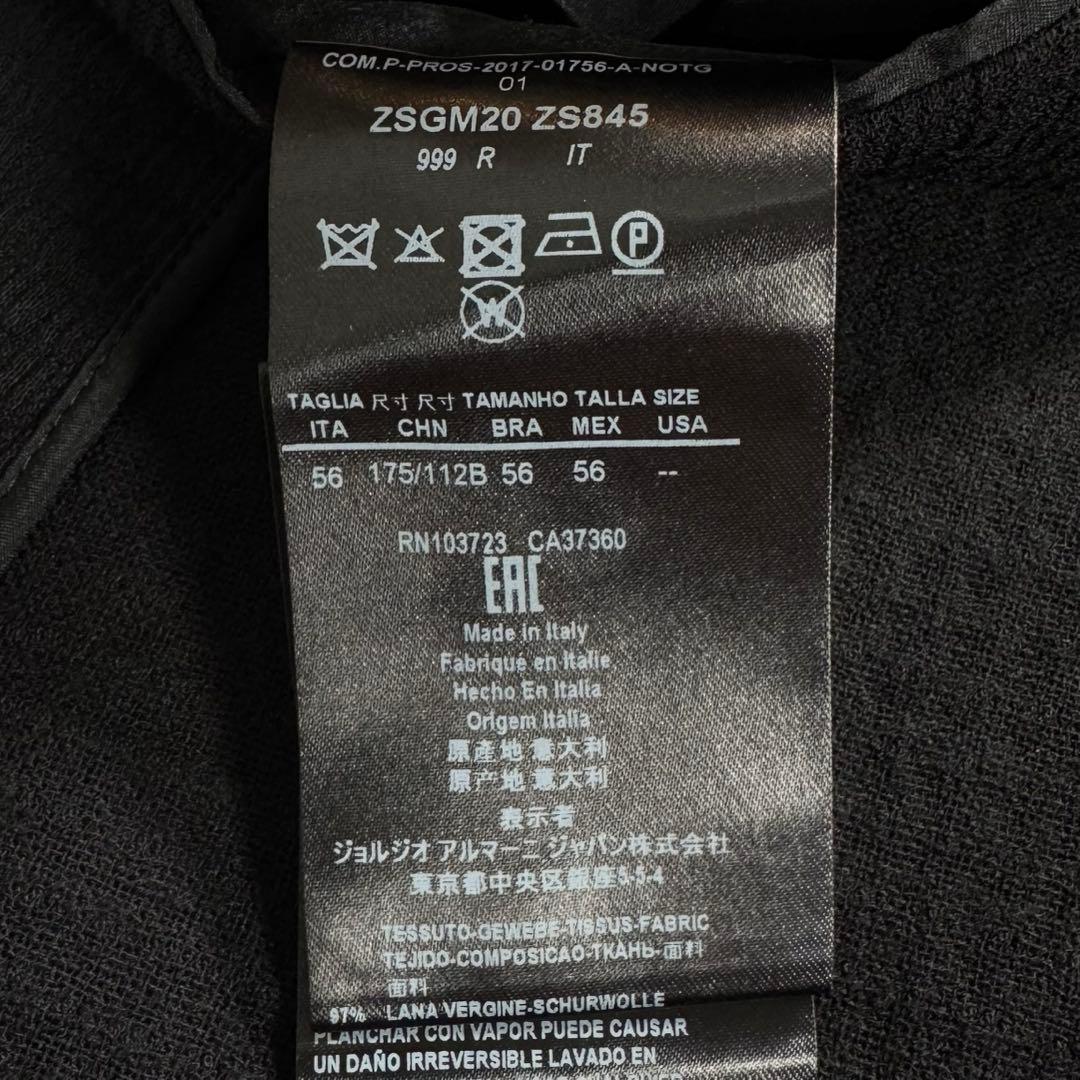 COM.P-PROS-2017-01756-A-NOTG
01
ZSGM20 ZS845
999 R IT
P
W
TAGLIA 尺寸 尺寸 TAMANHO TALLA SIZE
ITA CHN BRA MEX USA
56 175/112B 56 56 --
RN103723 CA37360
EAC
Made in Italy
Fabrique en Italie
Hecho En Italia
Origem Itália
原產地 意大利
原产地 意大利
表示者
ジョルジオ アルマーニ ジャパン株式会社
東京都中央区銀座5-5-4
TESSUTO-GEWEBE-TISSUS-FABRIC
TEJIDO-COMPOSICAO-ТКАНЬ-面料
面料
97% LANA VERGINE-SCHURWOLLE
PLANCHAR CON VAPOR PUEDE CAUSAR
UN DAÑO IRREVERSIBLE LAVADO EN